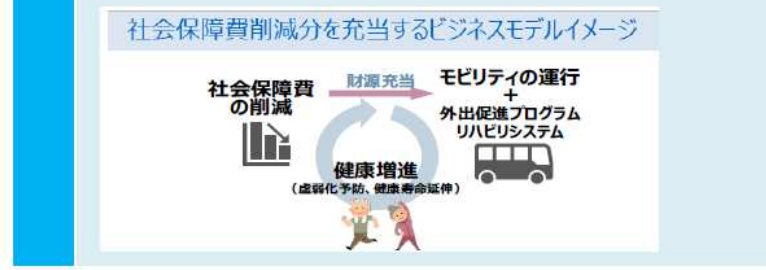 社会保障費削減分を充当するビジネスモデルイメージ
社会保障費
の削減
財源充当
モビリティの運行
+
外出促進プログラム
リハビリシステム
健康増進
（虚弱化予防、健康寿命延伸）